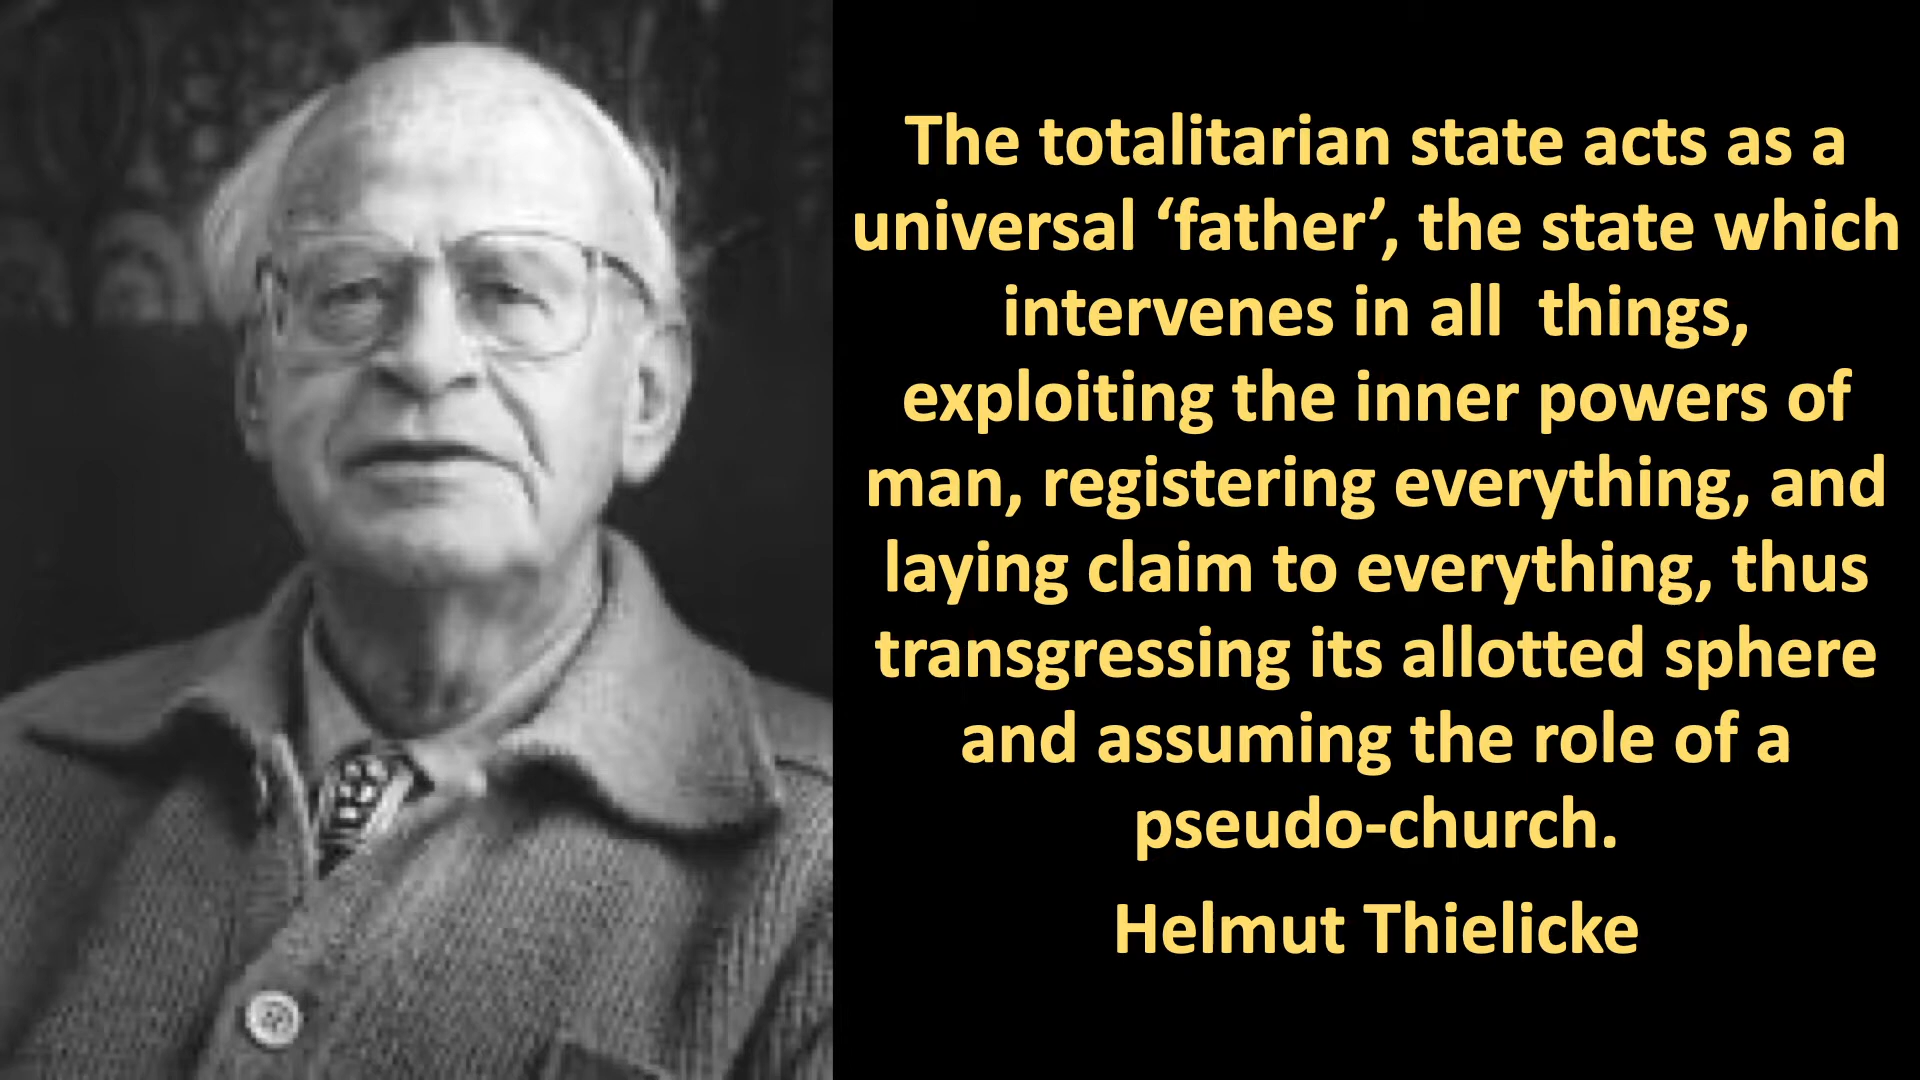 The totalitarian state acts as a
universal ‘father’, the state which
intervenes in all  things,
exploiting the inner powers of
man, registering everything, and
laying claim to everything, thus
transgressing its allotted sphere
and assuming the role of a
pseudo-church.
Helmut Thielicke